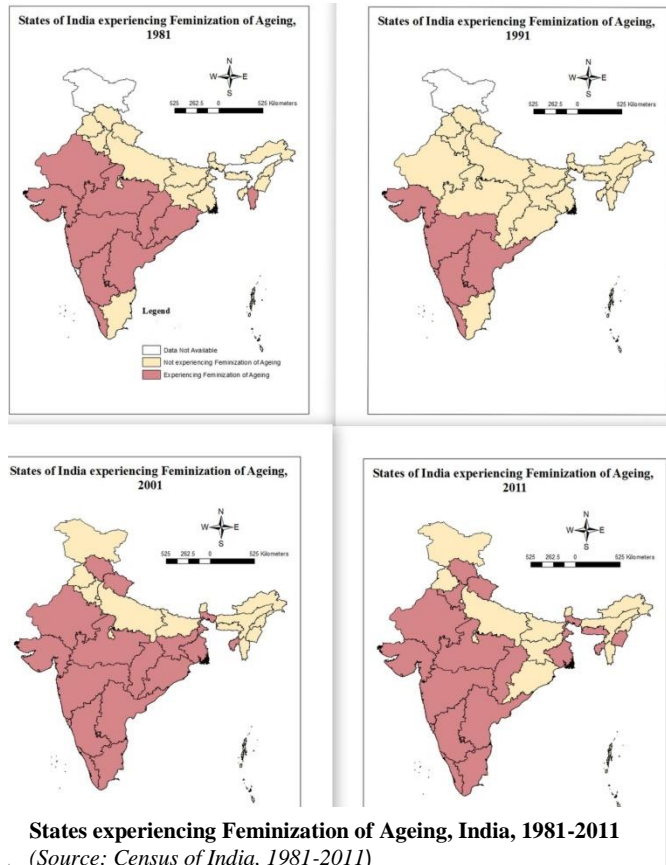 States of India experiencing Feminization of Ageing,
1981
N
W E
S
525 262.5 0 525 Kilometers
Legend
Data Not Available
Not experiencing Feminization of Ageing
Experiencing Feminization of Ageing
States of India experiencing Feminization of Ageing,
1991
N
W E
S
525 262.5 0 525 Kilometers
States of India experiencing Feminization of Ageing,
2001
N
W E
S
525 262.5 0 525 Kilometers
States of India experiencing Feminization of Ageing,
2011
N
W E
S
525 262.5 0 525 Kilometers
States experiencing Feminization of Ageing, India, 1981-2011
(Source: Census of India, 1981-2011)